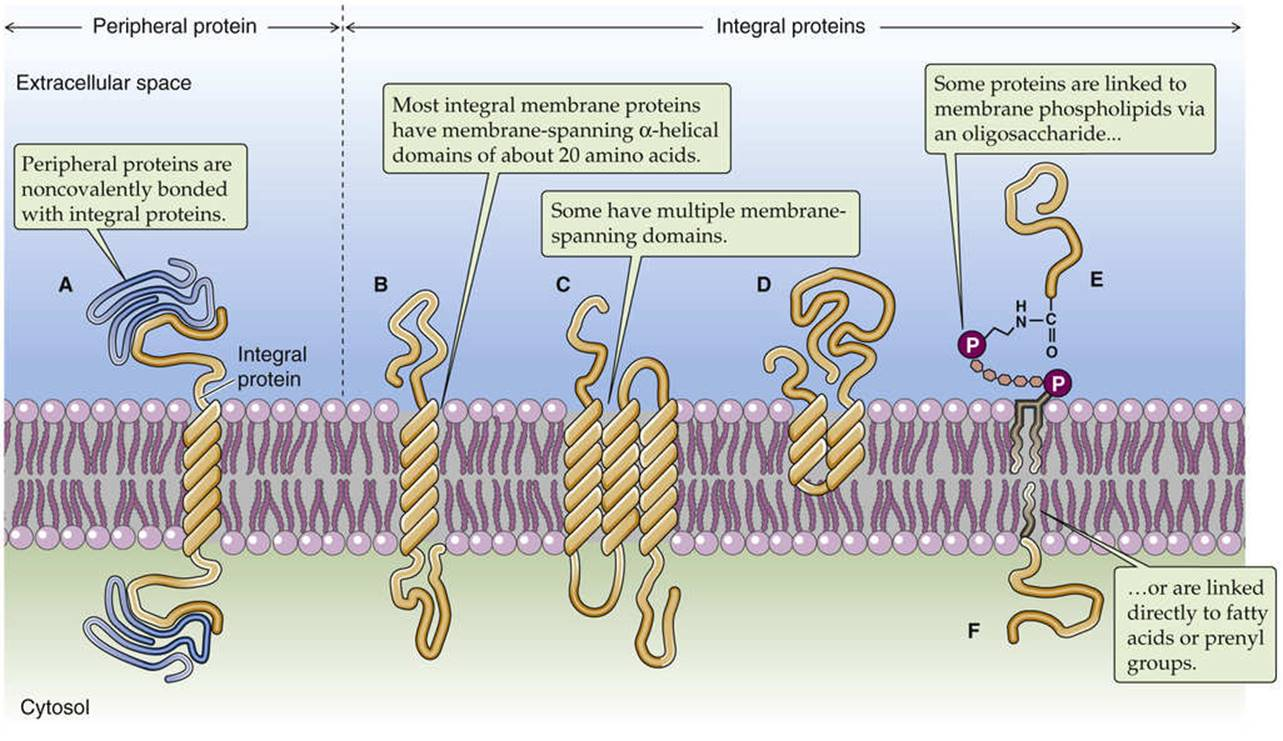 Peripheral protein
Integral proteins
Extracellular space
Peripheral proteins are
noncovalently bonded
with integral proteins.
Most integral membrane proteins
have membrane-spanning α-helical
domains of about 20 amino acids.
Some have multiple membrane-
spanning domains.
Some proteins are linked to
membrane phospholipids via
an oligosaccharide...
A
B
C
D
E
Integral
protein
H
N
C
O
P
P
...or are linked
directly to fatty
acids or prenyl
groups.
F
Cytosol